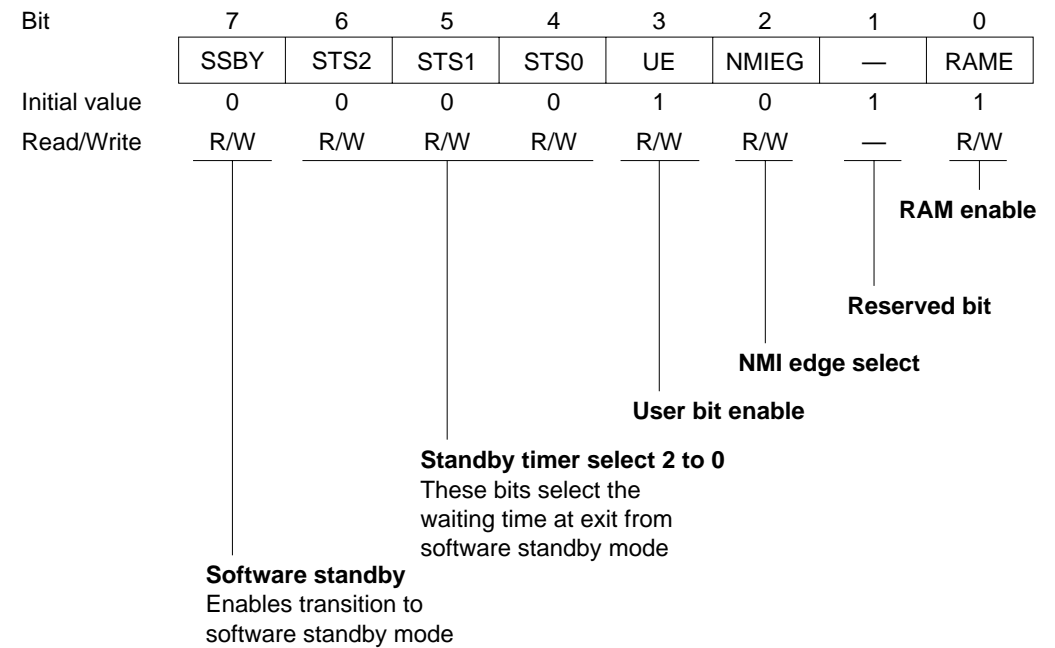 Bit 7 6 5 4 3 2 1 0
SSBY STS2 STS1 STS0 UE NMIEG — RAME
Initial value 0 0 0 0 1 0 1 1
Read/Write R/W R/W R/W R/W R/W R/W — R/W
RAM enable
Reserved bit
NMI edge select
User bit enable
Standby timer select 2 to 0
These bits select the
waiting time at exit from
software standby mode
Software standby
Enables transition to
software standby mode